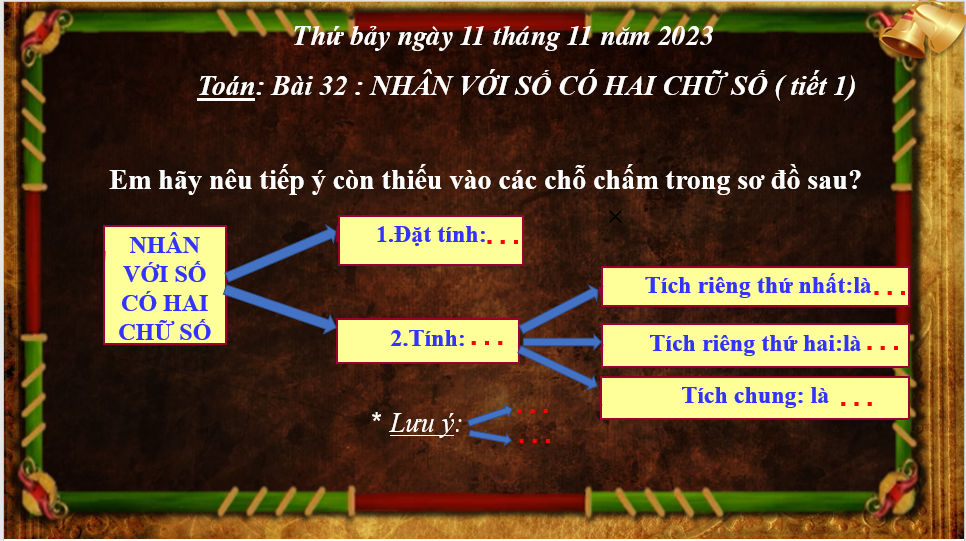 Thứ bảy ngày 11 tháng 11 năm 2023
Toán: Bài 32 : NHÂN VỚI SỐ CÓ HAI CHỮ SỐ ( tiết 1)
Em hãy nêu tiếp ý còn thiếu vào các chỗ chấm trong sơ đồ sau?
NHÂN
VỚI SỐ
CÓ HAI
CHỮ SỐ
1.Đặt tính:. . .
2.Tính: . . .
Tích riêng thứ nhất:là . . .
Tích riêng thứ hai:là . . .
Tích chung: là . . .
* Lưu ý:
. . .
. . .